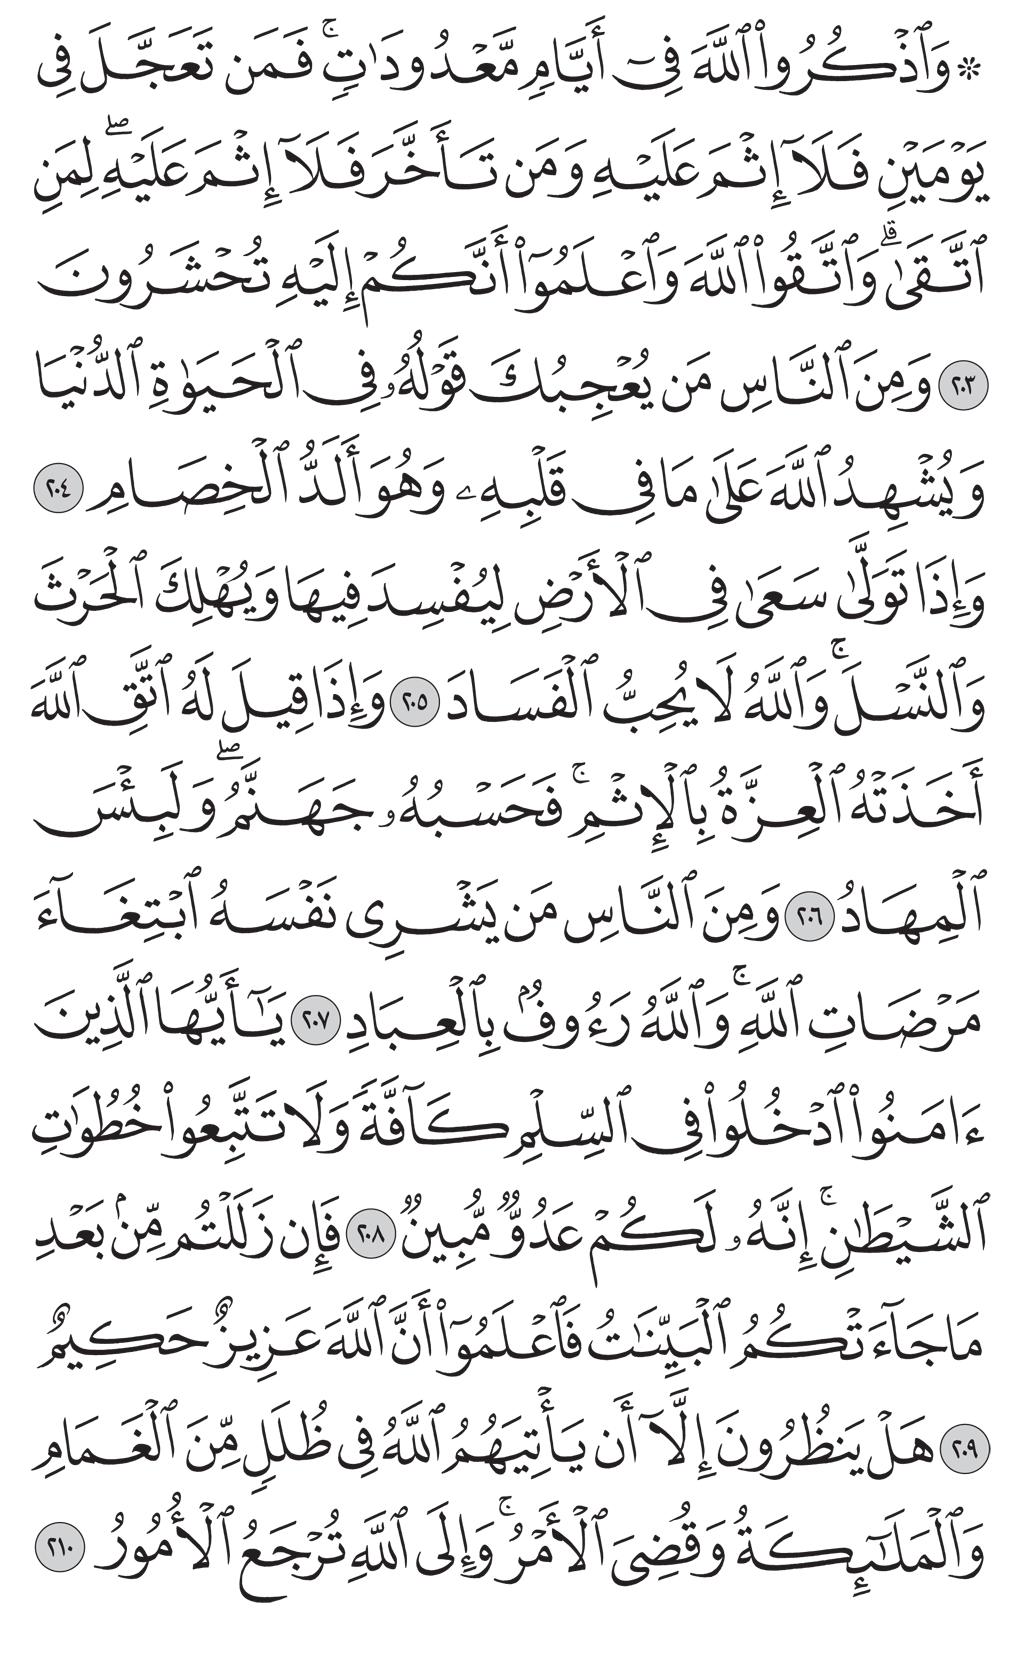 ۞ وَٱذۡكُرُواْ ٱللَّهَ فِيٓ أَيَّامٖ مَّعۡدُودَٰتٖۚ فَمَن تَعَجَّلَ فِي
يَوۡمَيۡنِ فَلَآ إِثۡمَ عَلَيۡهِ وَمَن تَأَخَّرَ فَلَآ إِثۡمَ عَلَيۡهِۖ لِمَنِ
ٱتَّقَىٰۗ وَٱتَّقُواْ ٱللَّهَ وَٱعۡلَمُوٓاْ أَنَّكُمۡ إِلَيۡهِ تُحۡشَرُونَ
٢٠٣ وَمِنَ ٱلنَّاسِ مَن يُعۡجِبُكَ قَوۡلُهُۥ فِي ٱلۡحَيَوٰةِ ٱلدُّنۡيَا
وَيُشۡهِدُ ٱللَّهَ عَلَىٰ مَا فِي قَلۡبِهِۦ وَهُوَ أَلَدُّ ٱلۡخِصَامِ ٢٠٤
وَإِذَا تَوَلَّىٰ سَعَىٰ فِي ٱلۡأَرۡضِ لِيُفۡسِدَ فِيهَا وَيُهۡلِكَ ٱلۡحَرۡثَ
وَٱلنَّسۡلَۚ وَٱللَّهُ لَا يُحِبُّ ٱلۡفَسَادَ ٢٠٥ وَإِذَا قِيلَ لَهُ ٱتَّقِ ٱللَّهَ
أَخَذَتۡهُ ٱلۡعِزَّةُ بِٱلۡإِثۡمِۚ فَحَسۡبُهُۥ جَهَنَّمُۖ وَلَبِئۡسَ
ٱلۡمِهَادُ ٢٠٦ وَمِنَ ٱلنَّاسِ مَن يَشۡرِي نَفۡسَهُ ٱبۡتِغَآءَ
مَرۡضَاتِ ٱللَّهِۚ وَٱللَّهُ رَءُوفُۢ بِٱلۡعِبَادِ ٢٠٧ يَٰٓأَيُّهَا ٱلَّذِينَ
ءَامَنُواْ ٱدۡخُلُواْ فِي ٱلسِّلۡمِ كَآفَّةٗ وَلَا تَتَّبِعُواْ خُطُوَٰتِ
ٱلشَّيۡطَٰنِۚ إِنَّهُۥ لَكُمۡ عَدُوّٞ مُّبِينٞ ٢٠٨ فَإِن زَلَلۡتُم مِّنۢ بَعۡدِ
مَا جَآءَتۡكُمُ ٱلۡبَيِّنَٰتُ فَٱعۡلَمُوٓاْ أَنَّ ٱللَّهَ عَزِيزٌ حَكِيمٌ
٢٠٩ هَلۡ يَنظُرُونَ إِلَّآ أَن يَأۡتِيَهُمُ ٱللَّهُ فِي ظُلَلٖ مِّنَ ٱلۡغَمَامِ
وَٱلۡمَلَٰٓئِكَةُ وَقُضِيَ ٱلۡأَمۡرُۚ وَإِلَى ٱللَّهِ تُرۡجَعُ ٱلۡأُمُورُ ٢١٠